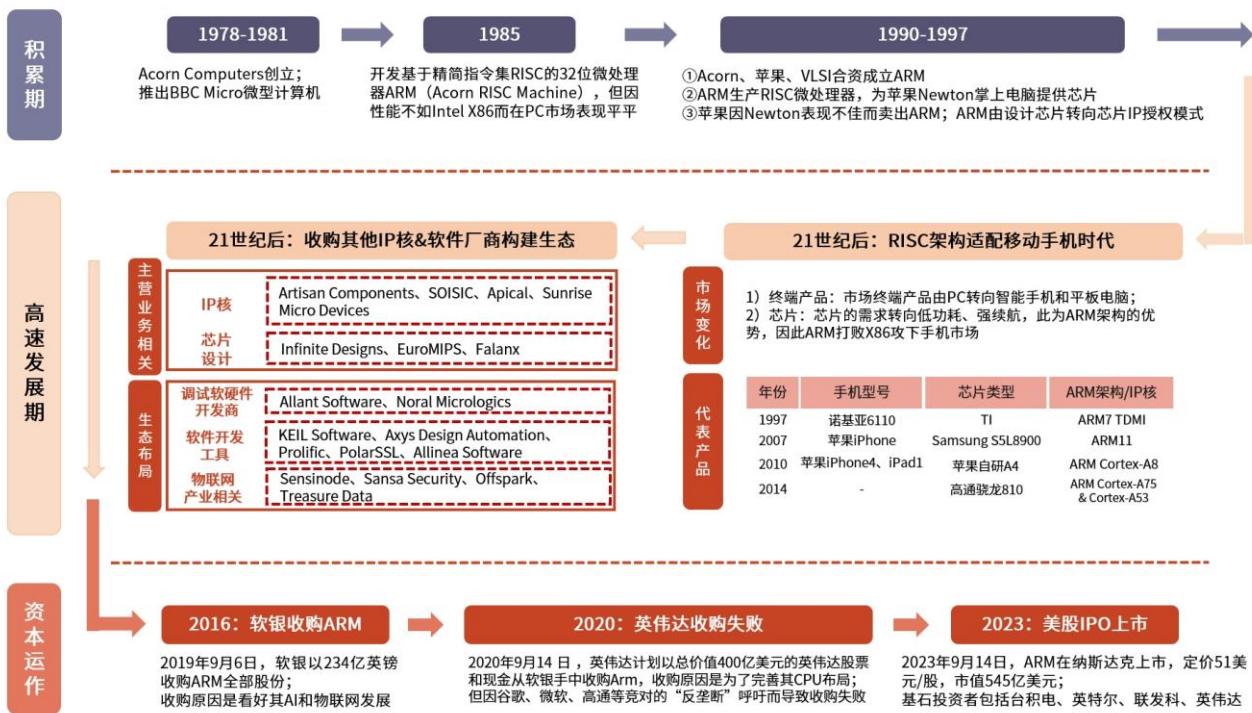 积累期
1978-1981
Acorn Computers创立；
推出BBC Micro微型计算机
1985
开发基于精简指令集RISC的32位微处理
器ARM（Acorn RISC Machine），但因
性能不如Intel X86而在PC市场表现平平
1990-1997
①Acorn、苹果、VLSI合资成立ARM
②ARM生产RISC微处理器，为苹果Newton掌上电脑提供芯片
③苹果因Newton表现不佳而卖出ARM；ARM由设计芯片转向芯片IP授权模式
高速发展期
21世纪后：RISC架构适配移动手机时代
市场变化
1）终端产品：市场终端产品由PC转向智能手机和平板电脑；
2）芯片：芯片的需求转向低功耗、强续航，此为ARM架构的优
势，因此ARM打败X86攻下手机市场
代表产品
年份 手机型号 芯片类型 ARM架构/IP核
1997 诺基亚6110 TI ARM7 TDMI
2007 苹果iPhone Samsung S5L8900 ARM11
2010 苹果iPhone4、iPad1 苹果自研A4 ARM Cortex-A8
2014 - 高通骁龙810 ARM Cortex-A75
& Cortex-A53
21世纪后：收购其他IP核&软件厂商构建生态
主营业务相关
IP核
Artisan Components、SOISIC、Apical、Sunrise
Micro Devices
芯片
设计
Infinite Designs、EuroMIPS、Falanx
生态布局
调试软硬件
开发商
Allant Software、Noral Micrologics
软件开发
工具
KEIL Software、Axys Design Automation、
Prolific、PolarSSL、Allinea Software
物联网
产业相关
Sensinode、Sansa Security、Offspark、
Treasure Data
资本运作
2016：软银收购ARM
2019年9月6日，软银以234亿英镑
收购ARM全部股份；
收购原因是看好其AI和物联网发展
2020：英伟达收购失败
2020年9月14 日 ，英伟达计划以总价值400亿美元的英伟达股票
和现金从软银手中收购Arm，收购原因是为了完善其CPU布局；
但因谷歌、微软、高通等竞对的“反垄断”呼吁而导致收购失败
2023：美股IPO上市
2023年9月14日，ARM在纳斯达克上市，定价51美
元/股，市值545亿美元；
基石投资者包括台积电、英特尔、联发科、英伟达